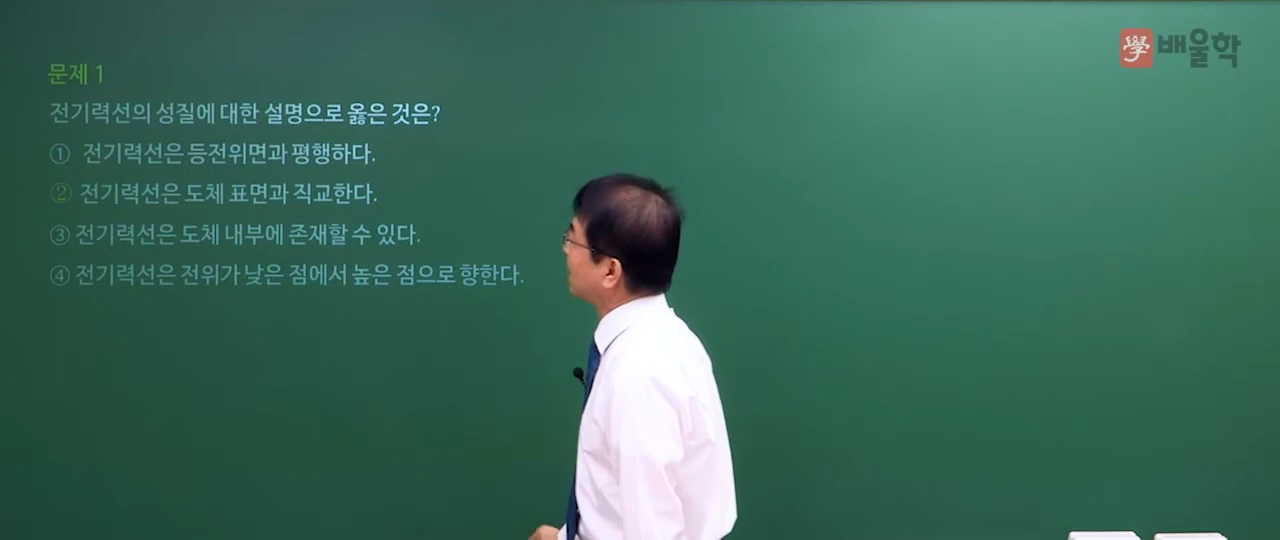 學배울학
문제 1
전기력선의 성질에 대한 설명으로 옳은 것은?
① 전기력선은 등전위면과 평행하다.
② 전기력선은 도체 표면과 직교한다.
③ 전기력선은 도체 내부에 존재할 수 있다.
④ 전기력선은 전위가 낮은 점에서 높은 점으로 향한다.